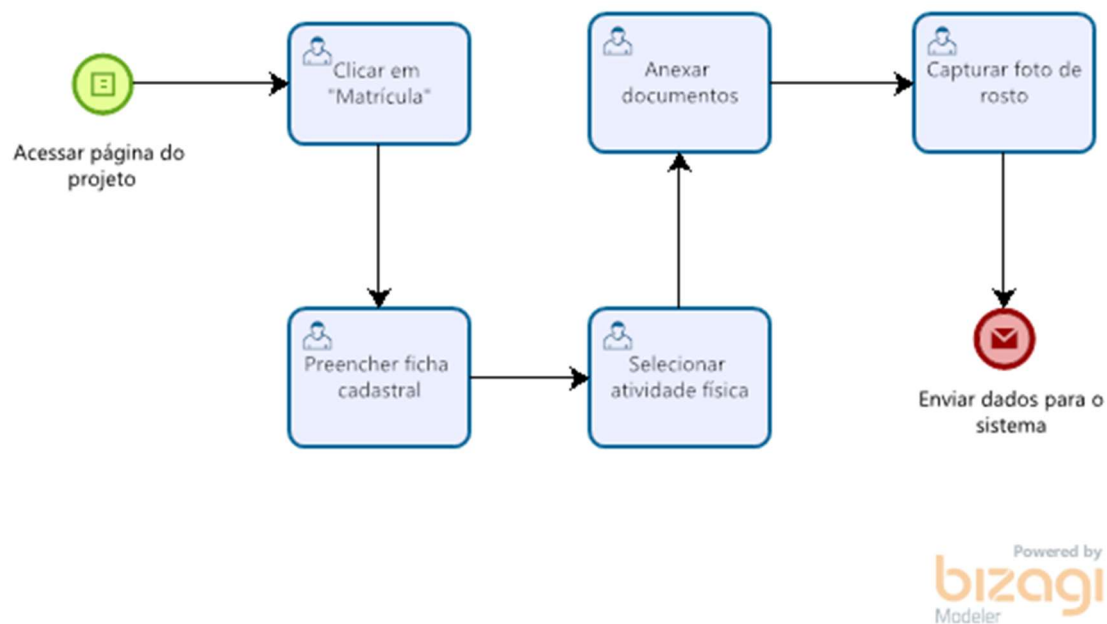 Acessar página do
projeto
Clicar em
"Matrícula"
Preencher ficha
cadastral
Selecionar
atividade física
Anexar
documentos
Capturar foto de
rosto
Enviar dados para o
sistema
Powered by
bizagi
Modeler